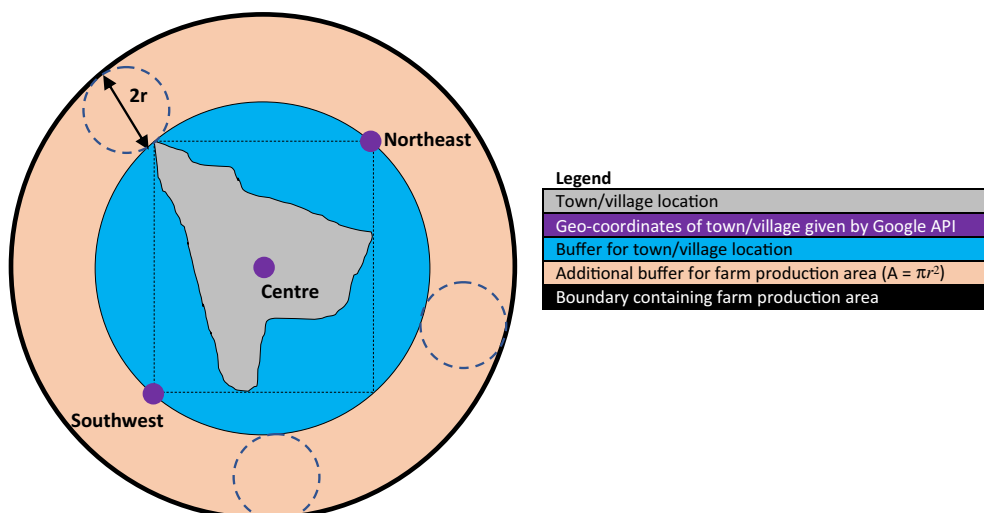 2r
Northeast
Centre
Southwest
Legend
Town/village location
Geo-coordinates of town/village given by Google API
Buffer for town/village location
Additional buffer for farm production area (A = πr²)
Boundary containing farm production area